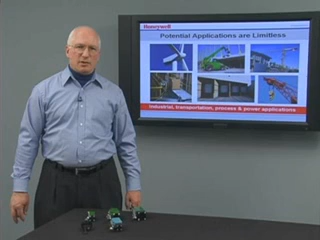 Honeywell
Potential Applications are Limitless
Industrial, transportation, process & power applications